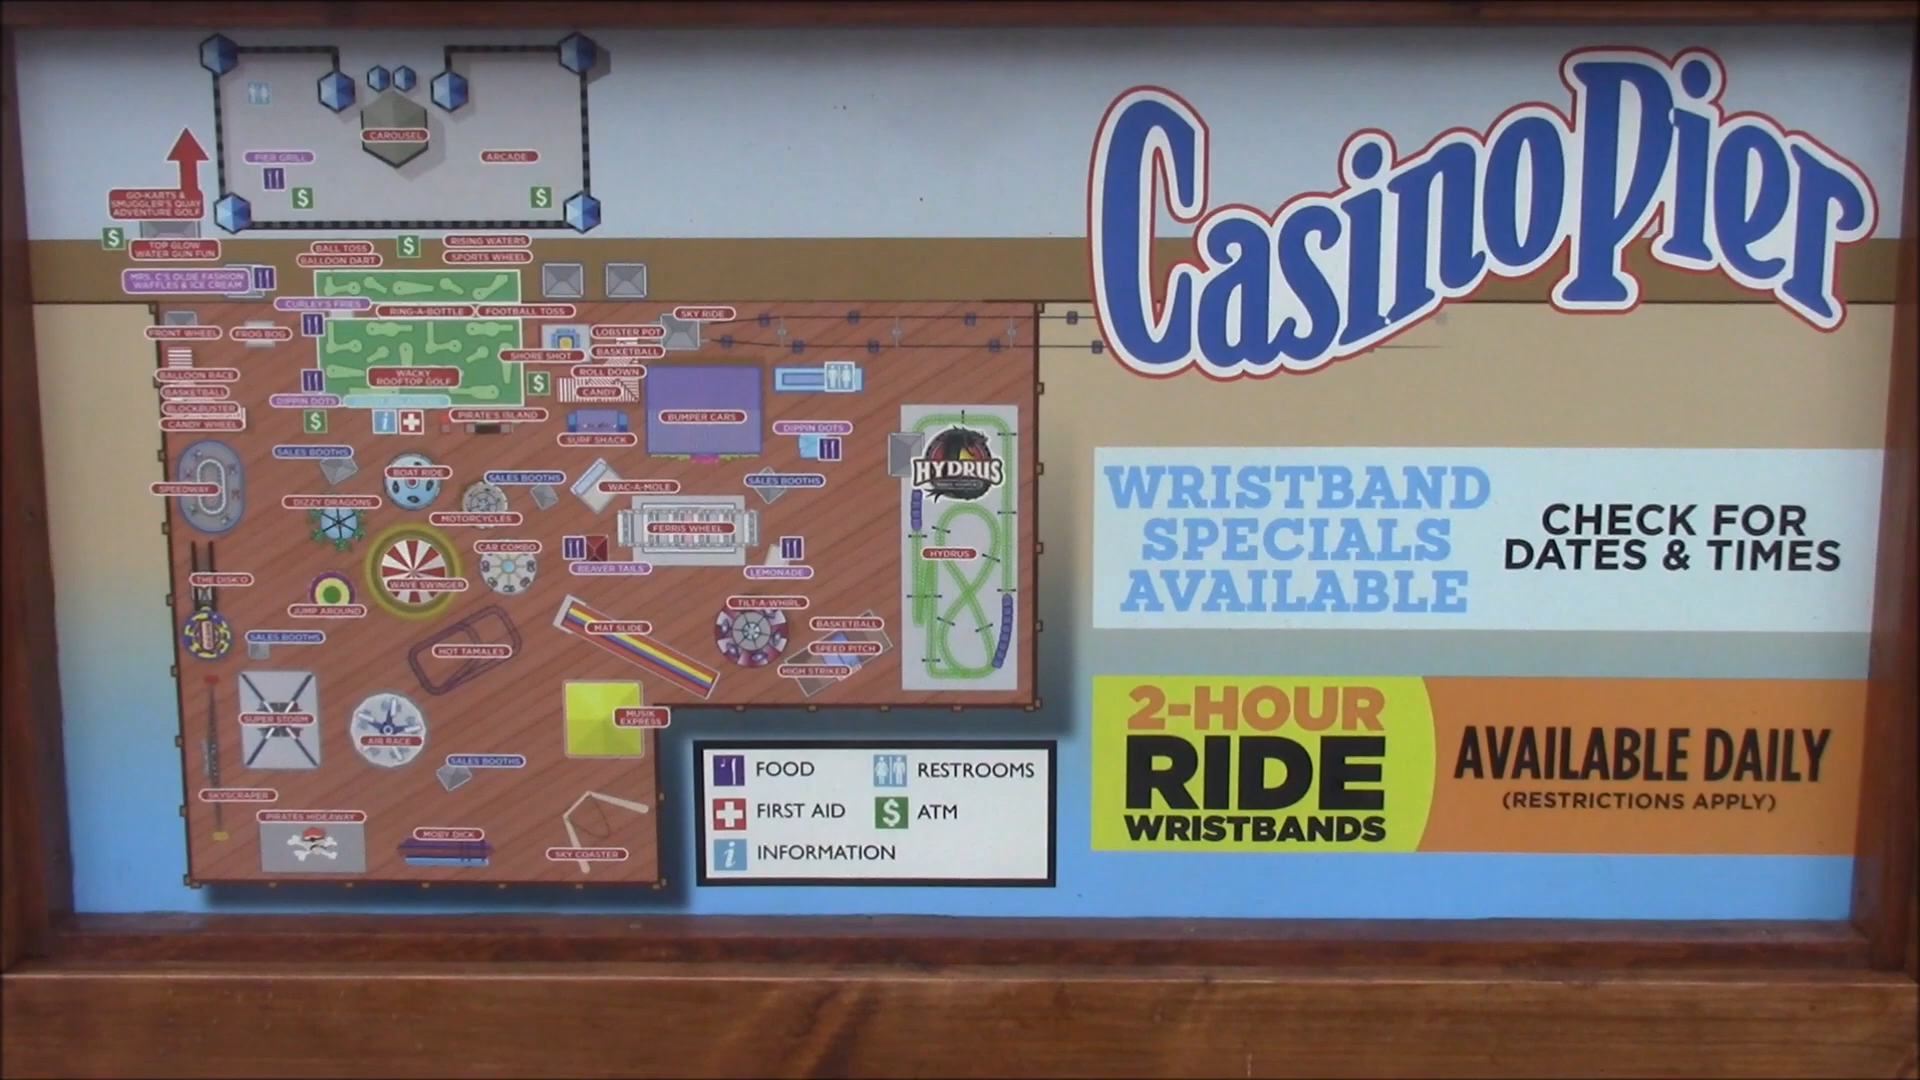 CasinoPier
CAROUSEL
PIER GRILL
ARCADE
$
$
GO-KARTS &
SMUGGLER'S QUAY
ADVENTURE GOLF
$
TOP GLOW
WATER GUN FUN
BALL TOSS
BALLOON DART
$
RISING WATERS
SPORTS WHEEL
MRS. C'S OLDE FASHION
WAFFLES & ICE CREAM
CURLEY'S FRIES
RING-A-BOTTLE
FOOTBALL TOSS
SKY RIDE
FRONT WHEEL
FROG BOG
LOBSTER POT
BASKETBALL
SHORE SHOT
BALLOON RACE
BASKETBALL
BLOCKBUSTER
CANDY WHEEL
WACKY
ROOFTOP GOLF
ROLL DOWN
CANDY
$
DIPPIN DOTS
$
i
PIRATE'S ISLAND
SURF SHACK
BUMPER CARS
DIPPIN DOTS
SALES BOOTHS
BOAT RIDE
SALES BOOTHS
WAC-A-MOLE
SALES BOOTHS
HYDRUS
SPEEDWAY
DIZZY DRAGONS
MOTORCYCLES
FERRIS WHEEL
CAR COMBO
HYDRUS
THE DISK'O
WAVE SWINGER
BEAVER TAILS
LEMONADE
JUMP AROUND
TILT-A-WHIRL
MAT SLIDE
BASKETBALL
SPEED PITCH
HIGH STRIKER
SALES BOOTHS
HOT TAMALES
SUPER STORM
AIR RACE
MUSIK
EXPRESS
SALES BOOTHS
SKYSCRAPER
PIRATES HIDEAWAY
MOBY DICK
SKY COASTER
FOOD
RESTROOMS
FIRST AID
$ ATM
i INFORMATION
WRISTBAND
SPECIALS
AVAILABLE
CHECK FOR
DATES & TIMES
2-HOUR
RIDE
WRISTBANDS
AVAILABLE DAILY
(RESTRICTIONS APPLY)